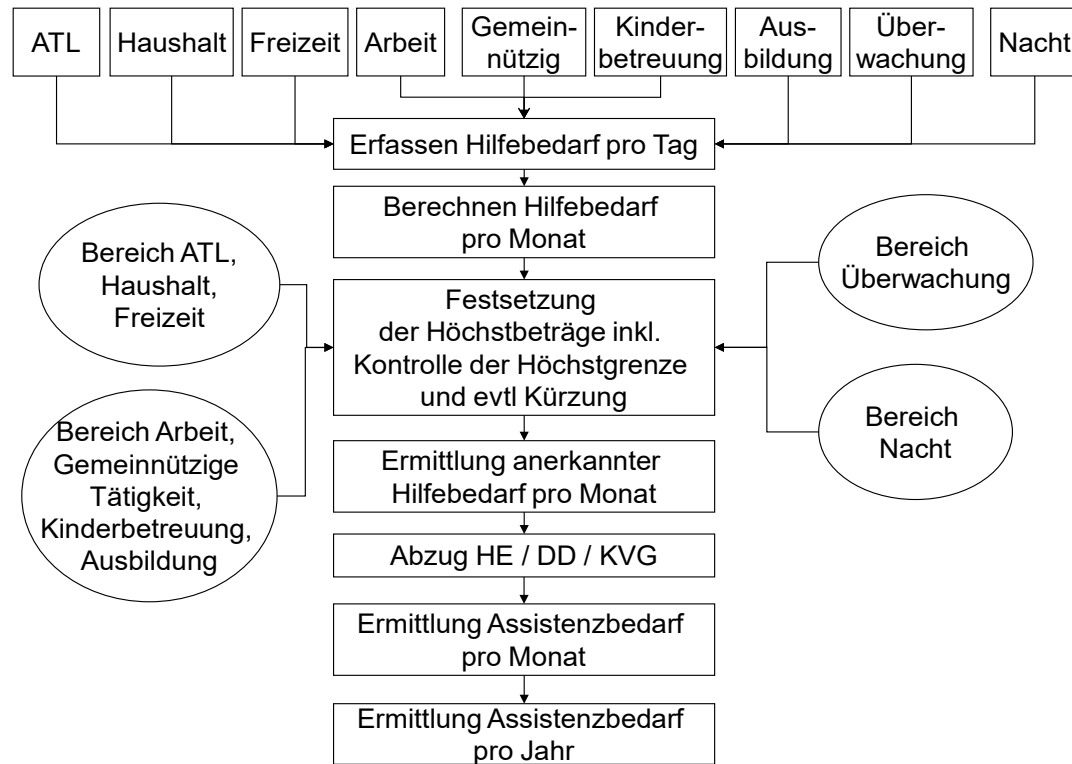 ATL
Haushalt
Freizeit
Arbeit
Gemein-
nützig
Kinder-
betreuung
Aus-
bildung
Über-
wachung
Nacht
Erfassen Hilfebedarf pro Tag
Berechnen Hilfebedarf
pro Monat
Bereich ATL,
Haushalt,
Freizeit
Bereich
Überwachung
Festsetzung
der Höchstbeträge inkl.
Kontrolle der Höchstgrenze
und evtl Kürzung
Bereich Arbeit,
Gemeinnützige
Tätigkeit,
Kinderbetreuung,
Ausbildung
Bereich
Nacht
Ermittlung anerkannter
Hilfebedarf pro Monat
Abzug HE / DD / KVG
Ermittlung Assistenzbedarf
pro Monat
Ermittlung Assistenzbedarf
pro Jahr